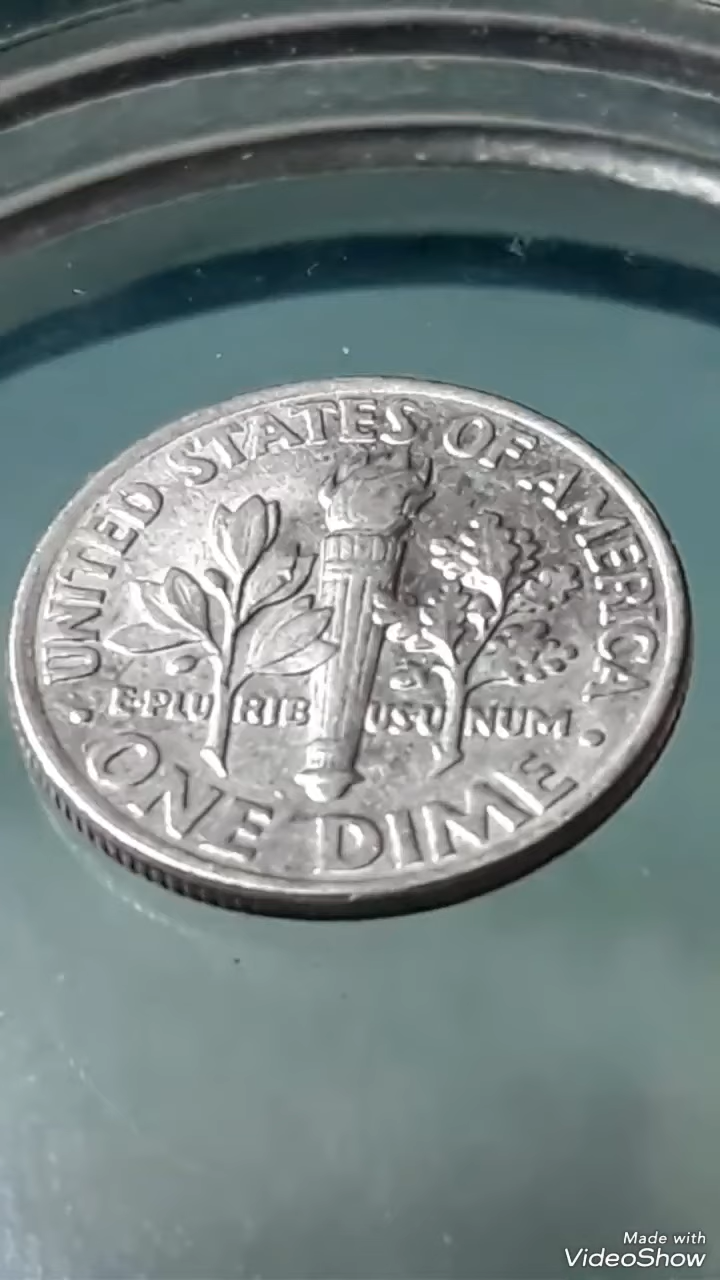 UNITED STATES OF AMERICA
E·PLU RIB US·U NUM
· ONE DIME ·
Made with
VideoShow